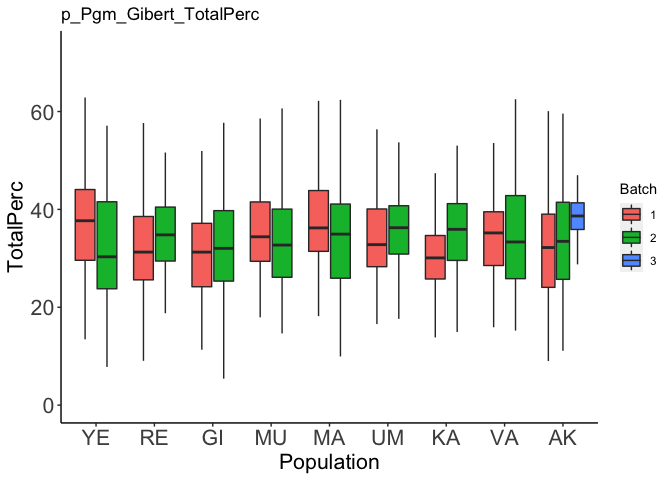 p_Pgm_Gibert_TotalPerc
TotalPerc
60
40
20
0
YE RE GI MU MA UM KA VA AK
Population
Batch
1
2
3